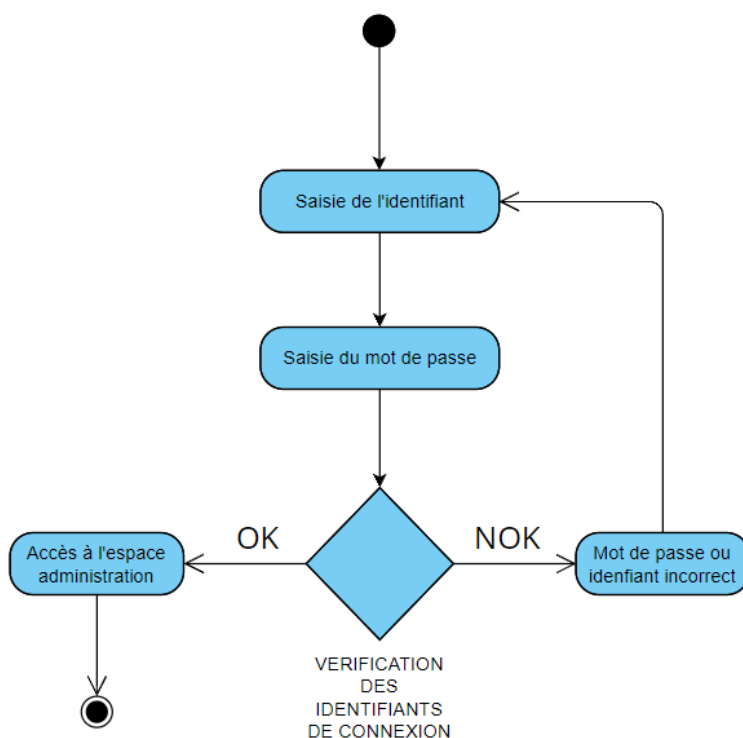 Saisie de l'identifiant
Saisie du mot de passe
OK
NOK
Accès à l'espace
administration
Mot de passe ou
idenfiant incorrect
VERIFICATION
DES
IDENTIFIANTS
DE CONNEXION